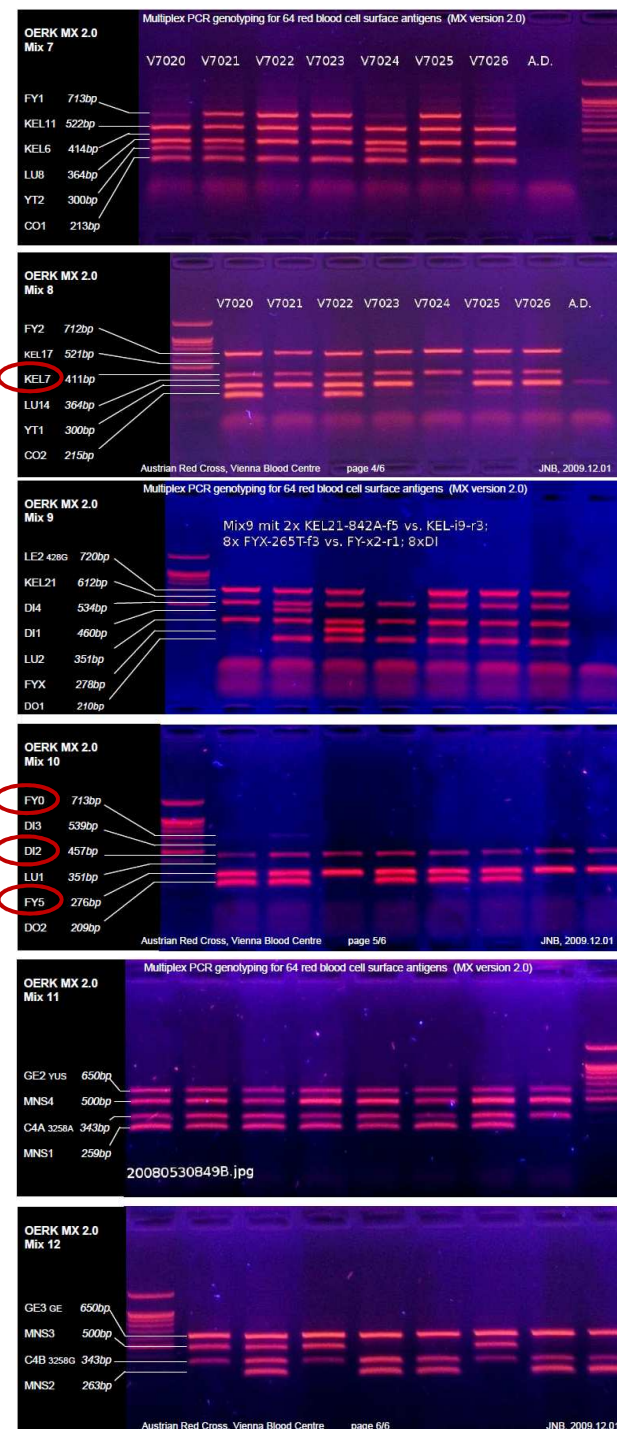 Multiplex PCR genotyping for 64 red blood cell surface antigens (MX version 2.0)
OERK MX 2.0
Mix 7
V7020 V7021 V7022 V7023 V7024 V7025 V7026 A.D.
FY1 713bp
KEL11 522bp
KEL6 414bp
LU8 364bp
YT2 300bp
CO1 213bp
OERK MX 2.0
Mix 8
V7020 V7021 V7022 V7023 V7024 V7025 V7026 A.D.
FY2 712bp
KEL17 521bp
KEL7 411bp
LU14 364bp
YT1 300bp
CO2 215bp
Austrian Red Cross, Vienna Blood Centre page 4/6 JNB, 2009.12.01
Multiplex PCR genotyping for 64 red blood cell surface antigens (MX version 2.0)
OERK MX 2.0
Mix 9
Mix9 mit 2x KEL21-842A-f5 vs. KEL-i9-r3;
8x FYX-265T-f3 vs. FY-x2-r1; 8xDI
LE2 428G 720bp
KEL21 612bp
DI4 534bp
DI1 460bp
LU2 351bp
FYX 278bp
DO1 210bp
OERK MX 2.0
Mix 10
FY0 713bp
DI3 539bp
DI2 457bp
LU1 351bp
FY5 276bp
DO2 209bp
Austrian Red Cross, Vienna Blood Centre page 5/6 JNB, 2009.12.01
Multiplex PCR genotyping for 64 red blood cell surface antigens (MX version 2.0)
OERK MX 2.0
Mix 11
GE2 YUS 650bp
MNS4 500bp
C4A 3258A 343bp
MNS1 259bp
20080530849B.jpg
OERK MX 2.0
Mix 12
GE3 GE 650bp
MNS3 500bp
C4B 3258G 343bp
MNS2 263bp
Austrian Red Cross, Vienna Blood Centre page 6/6 JNB, 2009.12.01